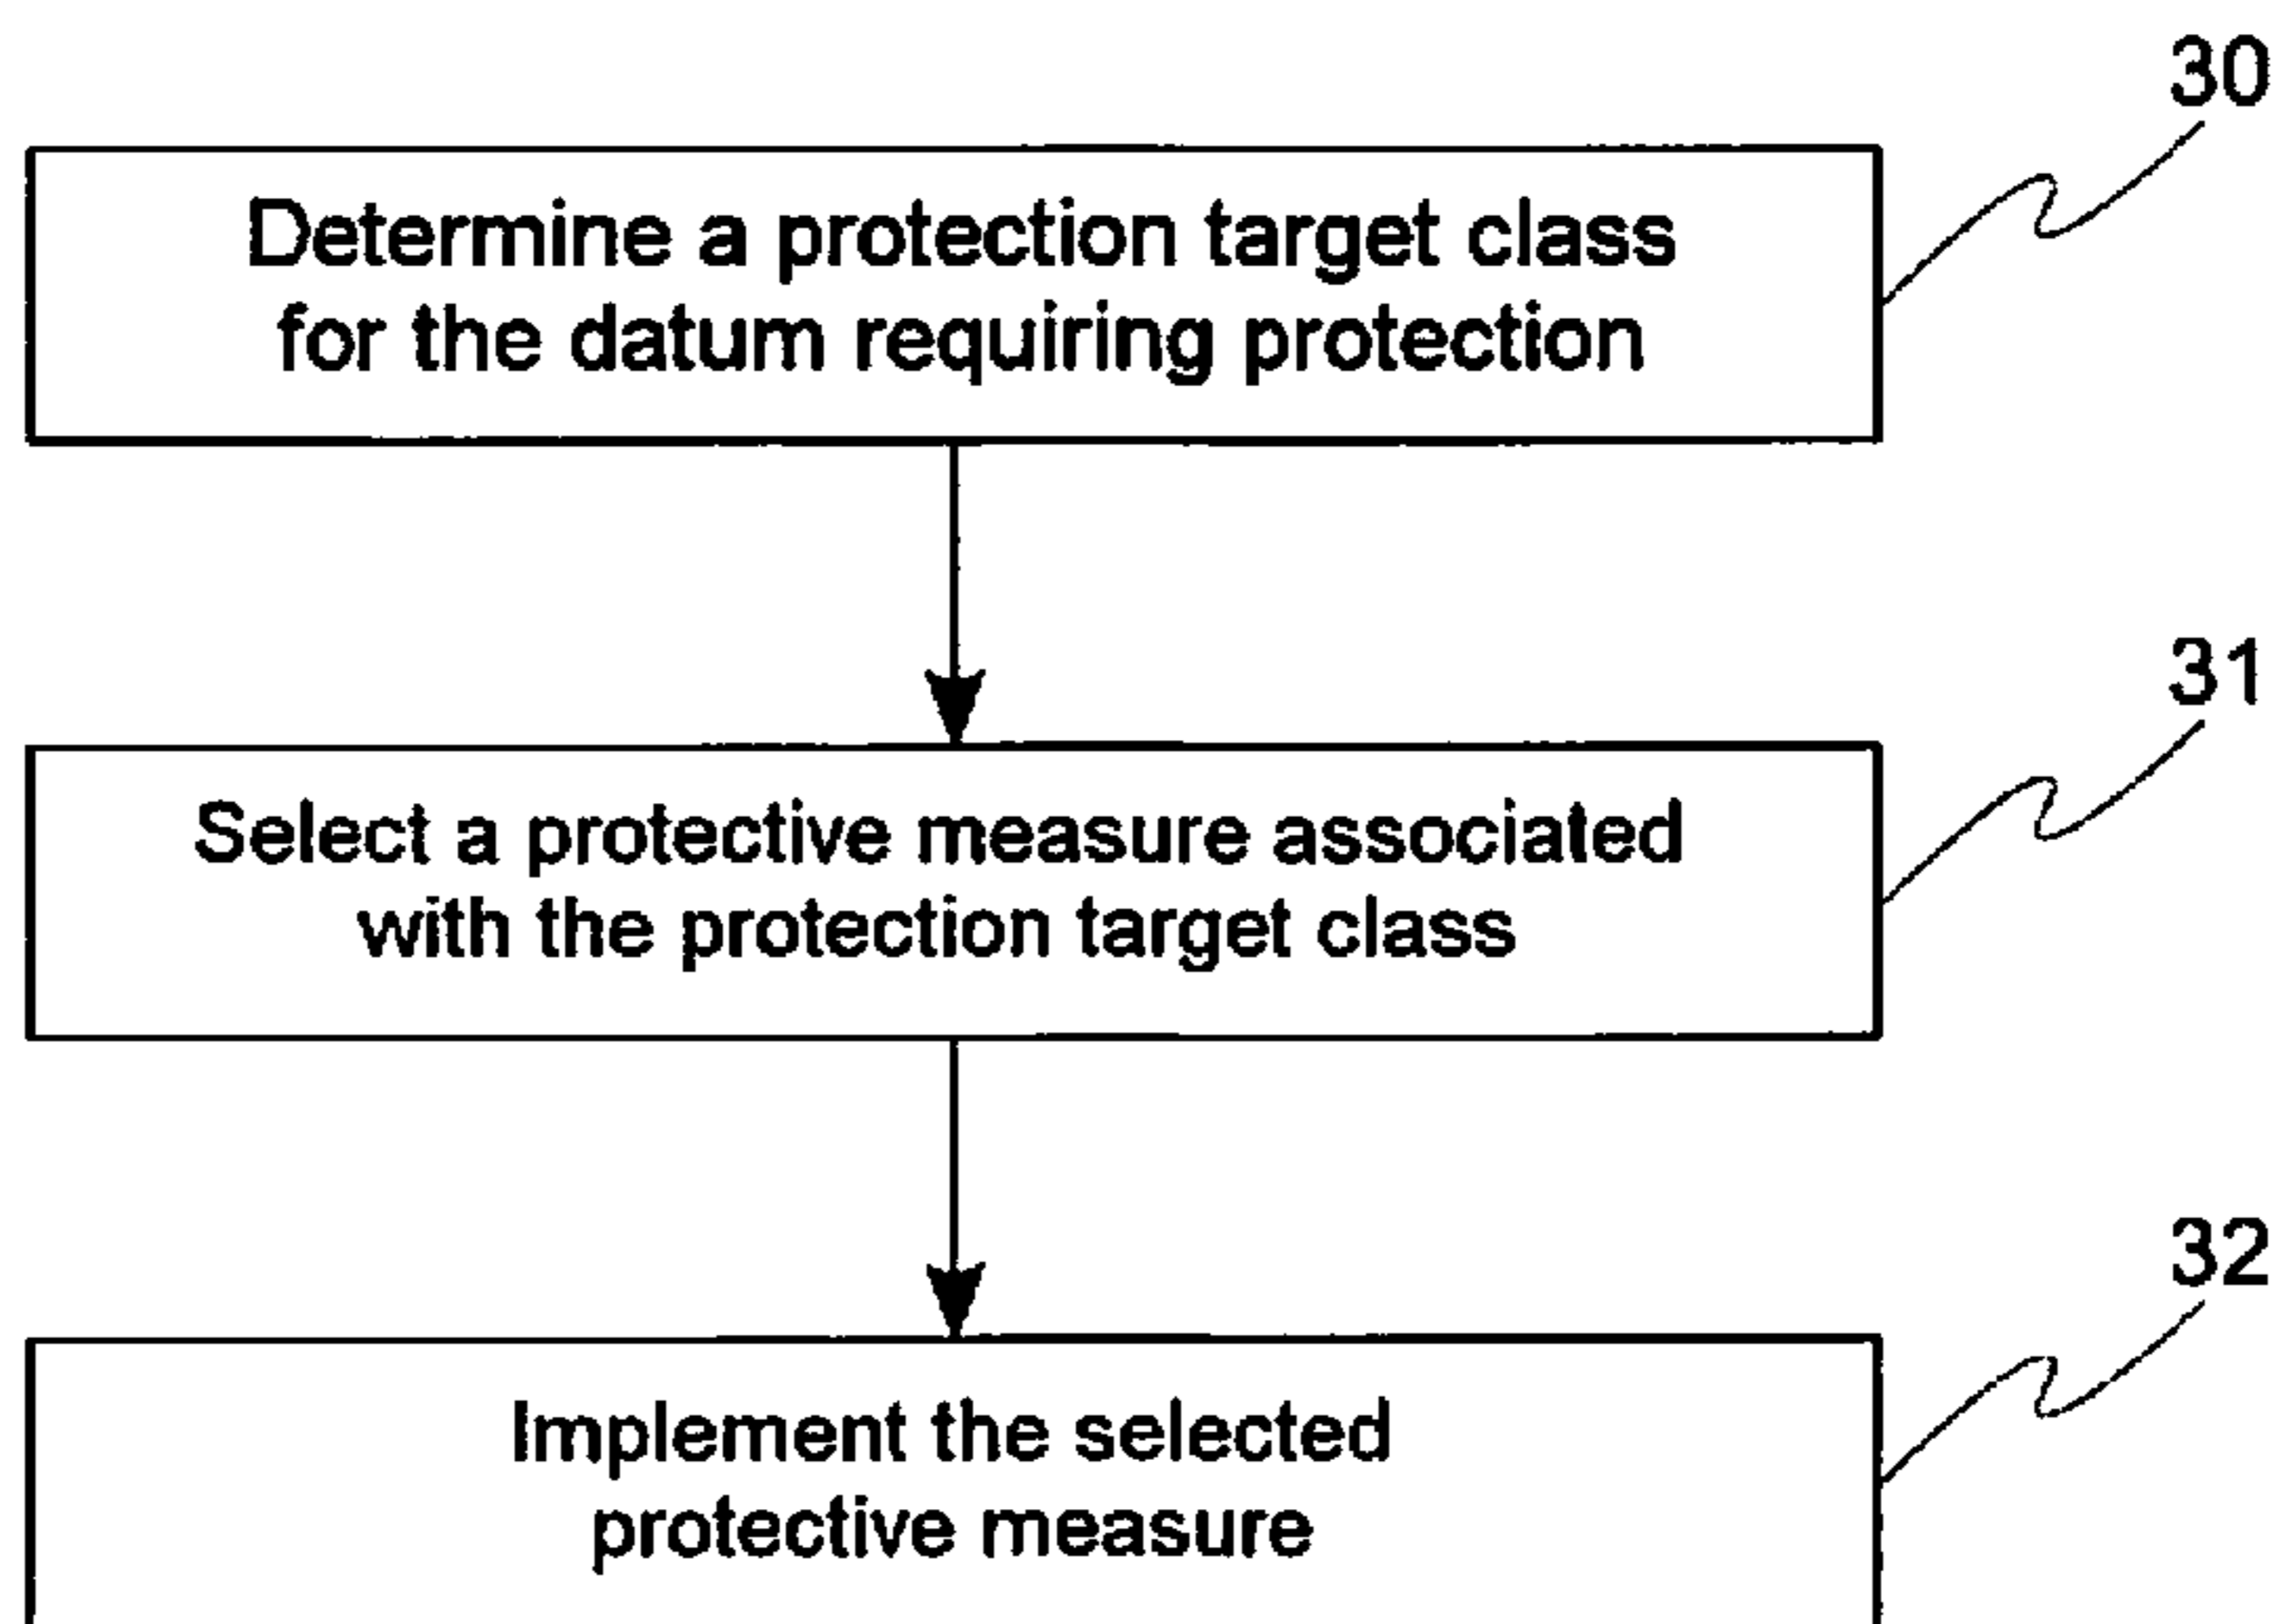 30
Determine a protection target class
for the datum requiring protection
31
Select a protective measure associated
with the protection target class
32
Implement the selected
protective measure